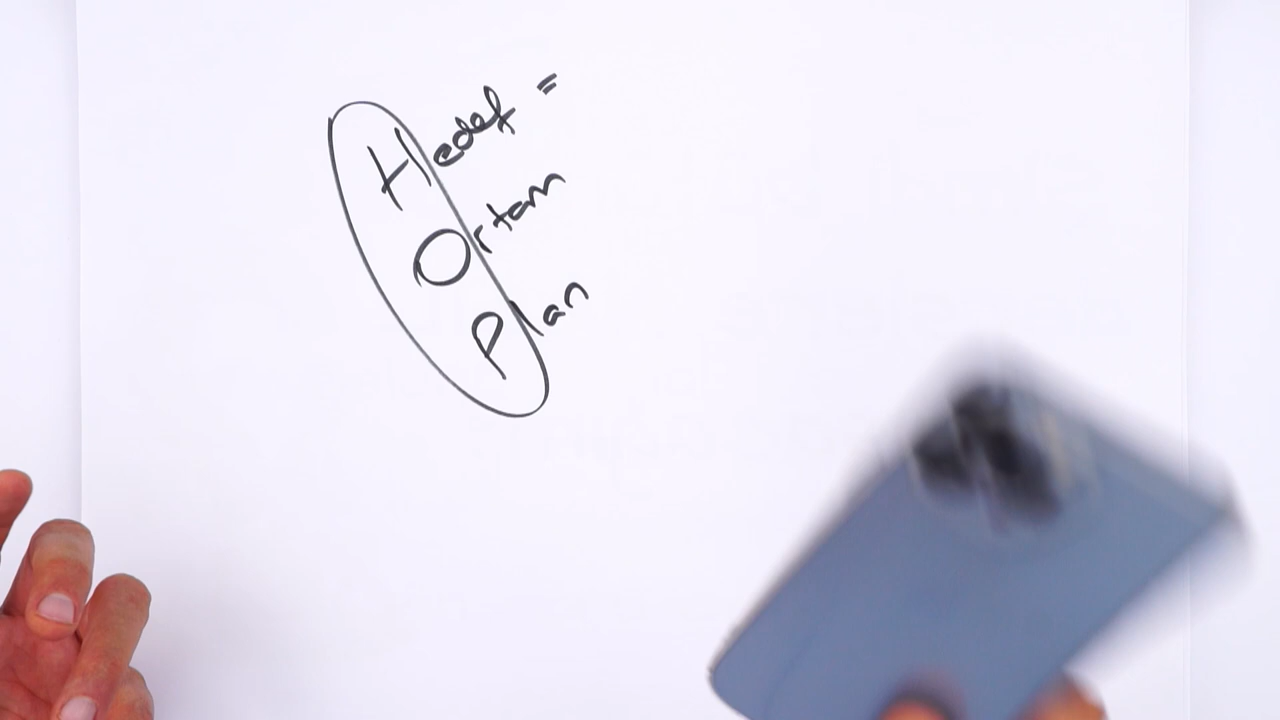 Hedef =
Ortam
Plan